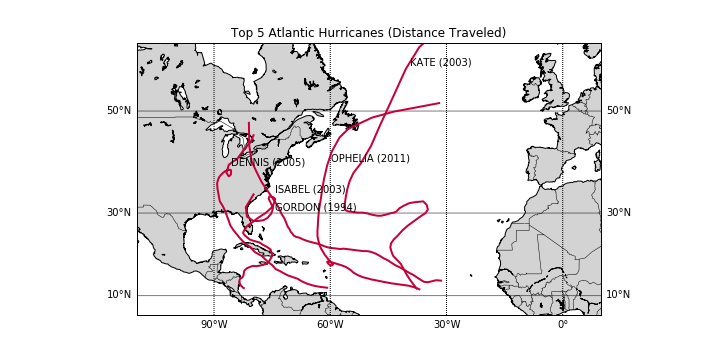 Top 5 Atlantic Hurricanes (Distance Traveled)
KATE (2003)
50°N 50°N
DENNIS (2005) OPHELIA (2011)
ISABEL (2003)
GORDON (1994)
30°N 30°N
10°N 10°N
90°W 60°W 30°W 0°